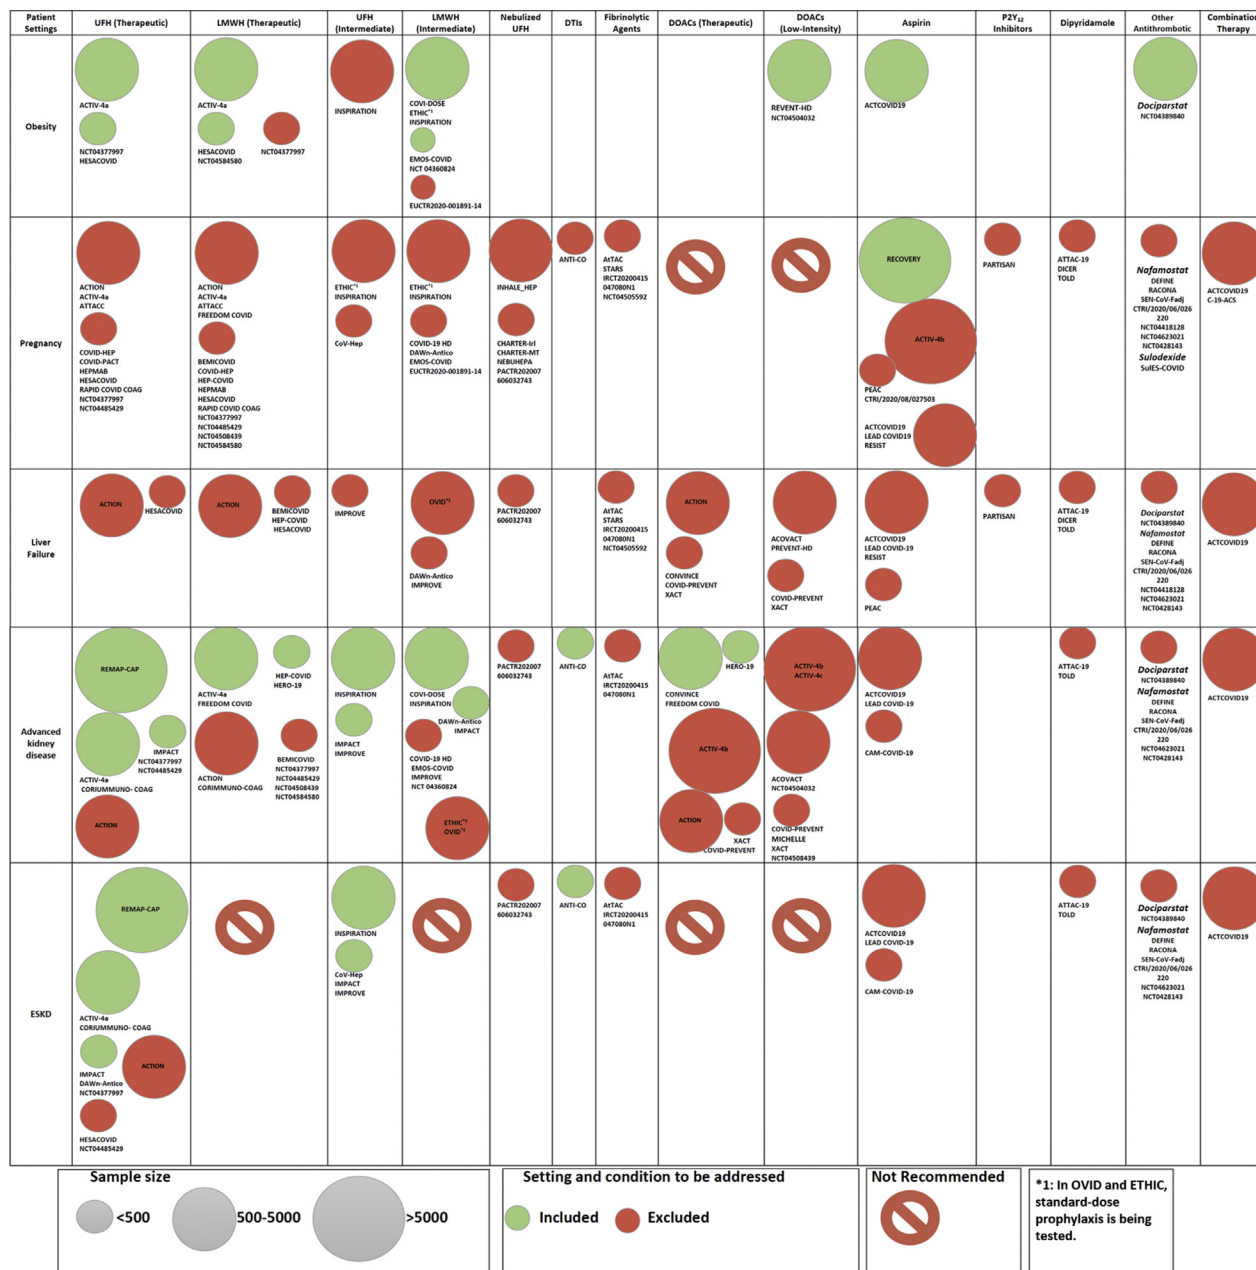 Patient Settings
UFH (Therapeutic)
LMWH (Therapeutic)
UFH (Intermediate)
LMWH (Intermediate)
Nebulized UFH
DTIs
Fibrinolytic Agents
DOACs (Therapeutic)
DOACs (Low-Intensity)
Aspirin
P2Y12 Inhibitors
Dipyridamole
Other Antithrombotic
Combination Therapy
Obesity
ACTIV-4a
NCT04377997
HESACOVID
ACTIV-4a
HESACOVID
NCT04584580
NCT04377997
INSPIRATION
COVI-DOSE
ETHIC*1
INSPIRATION
EMOS-COVID
NCT 04360824
EUCTR2020-001891-14
REVENT-HD
NCT04504032
ACTCOVID19
Dociparstat
NCT04389840
Pregnancy
ACTION
ACTIV-4a
ATTACC
COVID-HEP
COVID-PACT
HEPMAB
HESACOVID
RAPID COVID COAG
NCT04377997
NCT04485429
ACTION
ACTIV-4a
ATTACC
FREEDOM COVID
BEMICOVID
COVID-HEP
HEP-COVID
HEPMAB
HESACOVID
RAPID COVID COAG
NCT04377997
NCT04485429
NCT04508439
NCT04584580
ETHIC*1
INSPIRATION
CoV-Hep
ETHIC*1
INSPIRATION
COVID-19 HD
DAWn-Antico
EMOS-COVID
EUCTR2020-001891-14
INHALE_HEP
CHARTER-Irl
CHARTER-MT
NEBUHEPA
PACTR202007
606032743
ANTI-CO
AtTAC
STARS
IRCT20200415
047080N1
NCT04505592
RECOVERY
ACTIV-4b
PEAC
CTRI/2020/08/027503
ACTCOVID19
LEAD COVID19
RESIST
PARTISAN
ATTAC-19
DICER
TOLD
Nafamostat
DEFINE
RACONA
SEN-CoV-Fadj
CTRI/2020/06/026
220
NCT04418128
NCT04623021
NCT0428143
Sulodexide
SulES-COVID
ACTCOVID19
C-19-ACS
Liver Failure
ACTION
HESACOVID
ACTION
BEMICOVID
HEP-COVID
HESACOVID
IMPROVE
OVID*1
DAWn-Antico
IMPROVE
PACTR202007
606032743
AtTAC
STARS
IRCT20200415
047080N1
NCT04505592
ACTION
CONVINCE
COVID-PREVENT
XACT
ACOVACT
PREVENT-HD
COVID-PREVENT
XACT
ACTCOVID19
LEAD COVID-19
RESIST
PEAC
PARTISAN
ATTAC-19
DICER
TOLD
Dociparstat
NCT04389840
Nafamostat
DEFINE
RACONA
SEN-CoV-Fadj
CTRI/2020/06/026
220
NCT04418128
NCT04623021
NCT0428143
ACTCOVID19
Advanced kidney disease
REMAP-CAP
ACTIV-4a
CORIUMMUNO- COAG
IMPACT
NCT04377997
NCT04485429
ACTION
ACTIV-4a
FREEDOM COVID
HEP-COVID
HERO-19
ACTION
CORIMMUNO-COAG
BEMICOVID
NCT04377997
NCT04485429
NCT04508439
NCT04584580
INSPIRATION
IMPACT
IMPROVE
COVI-DOSE
INSPIRATION
DAWn-Antico
IMPACT
COVID-19 HD
EMOS-COVID
IMPROVE
NCT 04360824
ETHIC*1
OVID*1
PACTR202007
606032743
ANTI-CO
AtTAC
IRCT20200415
047080N1
CONVINCE
FREEDOM COVID
HERO-19
ACTIV-4b
ACTION
XACT
COVID-PREVENT
ACTIV-4b
ACTIV-4c
ACOVACT
NCT04504032
COVID-PREVENT
MICHELLE
XACT
NCT04508439
ACTCOVID19
LEAD COVID-19
CAM-COVID-19
ATTAC-19
TOLD
Dociparstat
NCT04389840
Nafamostat
DEFINE
RACONA
SEN-CoV-Fadj
CTRI/2020/06/026
220
NCT04623021
NCT0428143
ACTCOVID19
ESKD
REMAP-CAP
ACTIV-4a
CORIUMMUNO- COAG
IMPACT
DAWn-Antico
NCT04377997
ACTION
HESACOVID
NCT04485429
INSPIRATION
CoV-Hep
IMPACT
IMPROVE
PACTR202007
606032743
ANTI-CO
AtTAC
IRCT20200415
047080N1
ACTCOVID19
LEAD COVID-19
CAM-COVID-19
ATTAC-19
TOLD
Dociparstat
NCT04389840
Nafamostat
DEFINE
RACONA
SEN-CoV-Fadj
CTRI/2020/06/026
220
NCT04623021
NCT0428143
ACTCOVID19
Sample size
<500
500-5000
>5000
Setting and condition to be addressed
Included
Excluded
Not Recommended
*1: In OVID and ETHIC,
standard-dose
prophylaxis is being
tested.